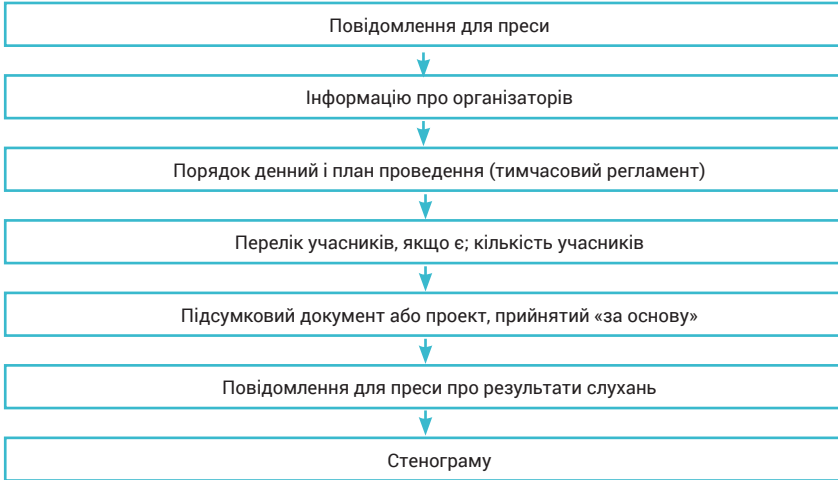 Повідомлення для преси
Інформацію про організаторів
Порядок денний і план проведення (тимчасовий регламент)
Перелік учасників, якщо є; кількість учасників
Підсумковий документ або проект, прийнятий «за основу»
Повідомлення для преси про результати слухань
Стенограму